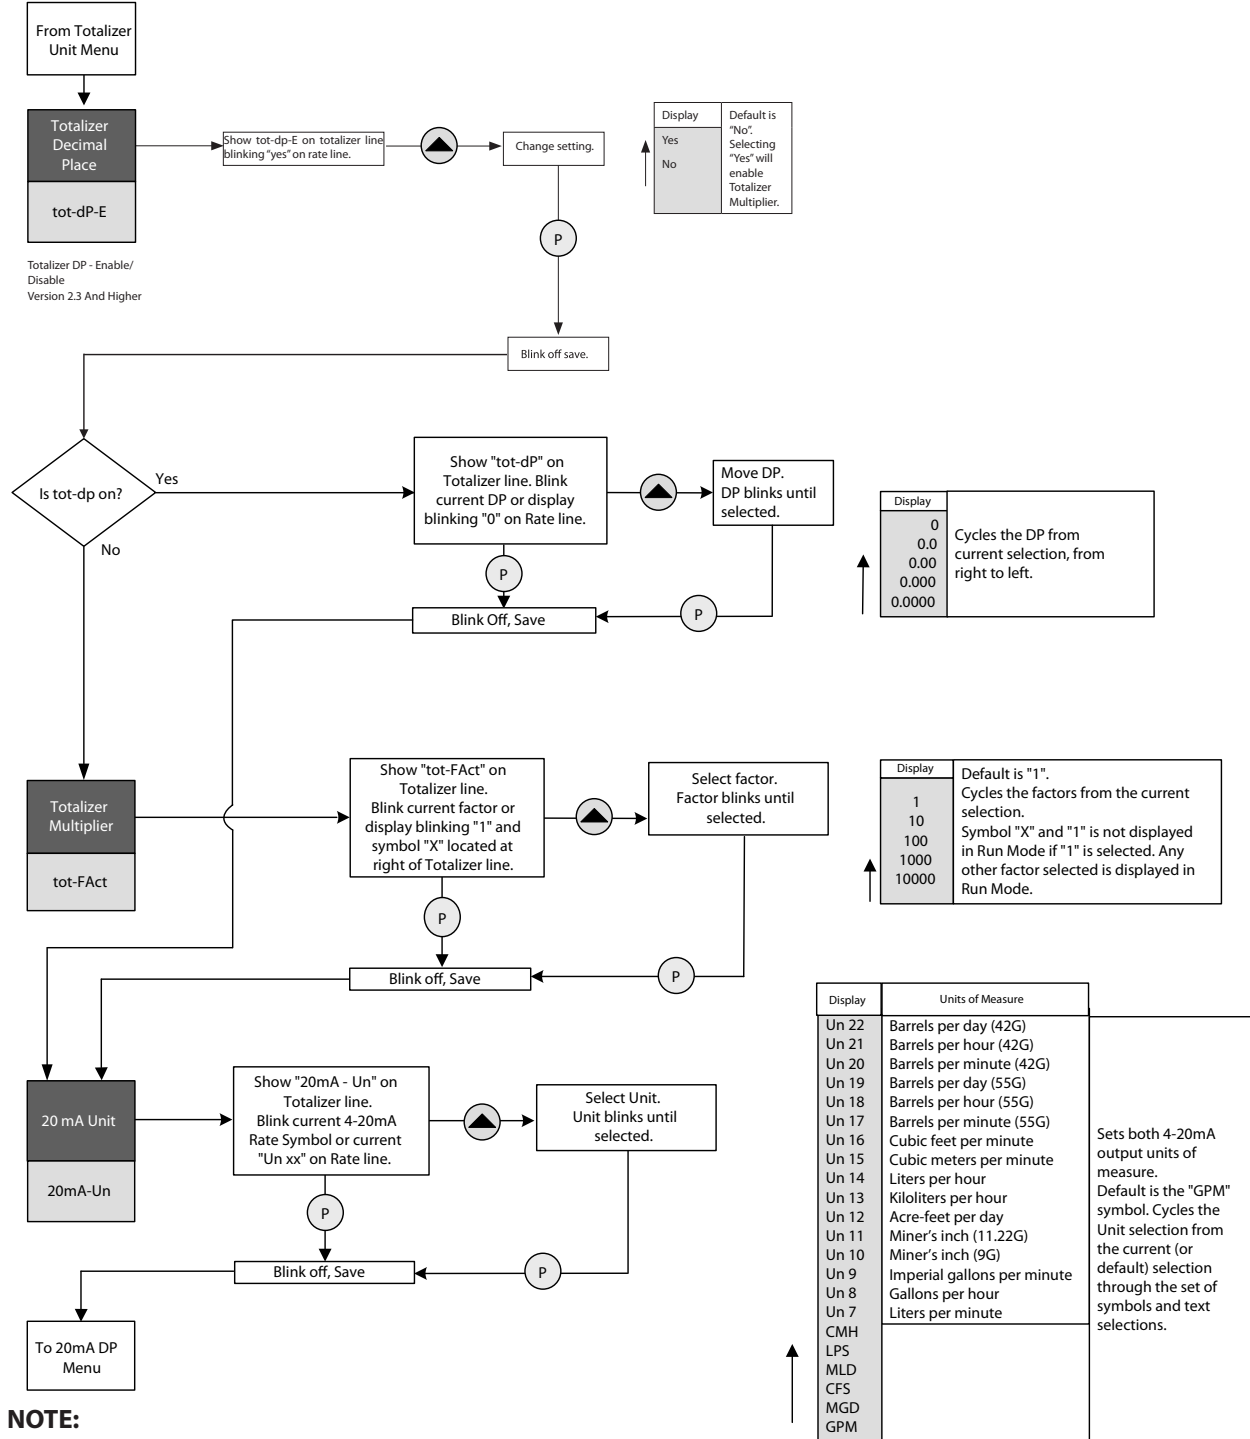 From Totalizer
Unit Menu
Totalizer
Decimal
Place
tot-dP-E
Totalizer DP - Enable/
Disable
Version 2.3 And Higher
Show tot-dp-E on totalizer line
blinking "yes" on rate line.
Change setting.
P
Blink off save.
Display
Yes
No
Default is
"No".
Selecting
"Yes" will
enable
Totalizer
Multiplier.
Is tot-dp on?
Yes
No
Show "tot-dP" on
Totalizer line. Blink
current DP or display
blinking "0" on Rate line.
Move DP.
DP blinks until
selected.
P
P
Blink Off, Save
Display
0
0.0
0.00
0.000
0.0000
Cycles the DP from
current selection, from
right to left.
Totalizer
Multiplier
tot-FAct
Show "tot-FAct" on
Totalizer line.
Blink current factor or
display blinking "1" and
symbol "X" located at
right of Totalizer line.
Select factor.
Factor blinks until
selected.
P
P
Blink off, Save
Display
1
10
100
1000
10000
Default is "1".
Cycles the factors from the current
selection.
Symbol "X" and "1" is not displayed
in Run Mode if "1" is selected. Any
other factor selected is displayed in
Run Mode.
20 mA Unit
20mA-Un
Show "20mA - Un" on
Totalizer line.
Blink current 4-20mA
Rate Symbol or current
"Un xx" on Rate line.
Select Unit.
Unit blinks until
selected.
P
P
Blink off, Save
To 20mA DP
Menu
Display Units of Measure
Un 22 Barrels per day (42G)
Un 21 Barrels per hour (42G)
Un 20 Barrels per minute (42G)
Un 19 Barrels per day (55G)
Un 18 Barrels per hour (55G)
Un 17 Barrels per minute (55G)
Un 16 Cubic feet per minute
Un 15 Cubic meters per minute
Un 14 Liters per hour
Un 13 Kiloliters per hour
Un 12 Acre-feet per day
Un 11 Miner's inch (11.22G)
Un 10 Miner's inch (9G)
Un 9 Imperial gallons per minute
Un 8 Gallons per hour
Un 7 Liters per minute
CMH
LPS
MLD
CFS
MGD
GPM
Sets both 4-20mA
output units of
measure.
Default is the "GPM"
symbol. Cycles the
Unit selection from
the current (or
default) selection
through the set of
symbols and text
selections.
NOTE: